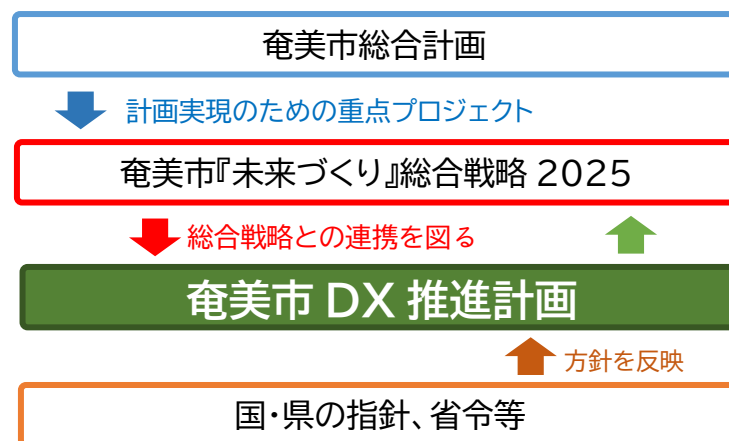 奄美市総合計画
計画実現のための重点プロジェクト
奄美市『未来づくり』総合戦略 2025
総合戦略との連携を図る
奄美市 DX 推進計画
方針を反映
国・県の指針、省令等